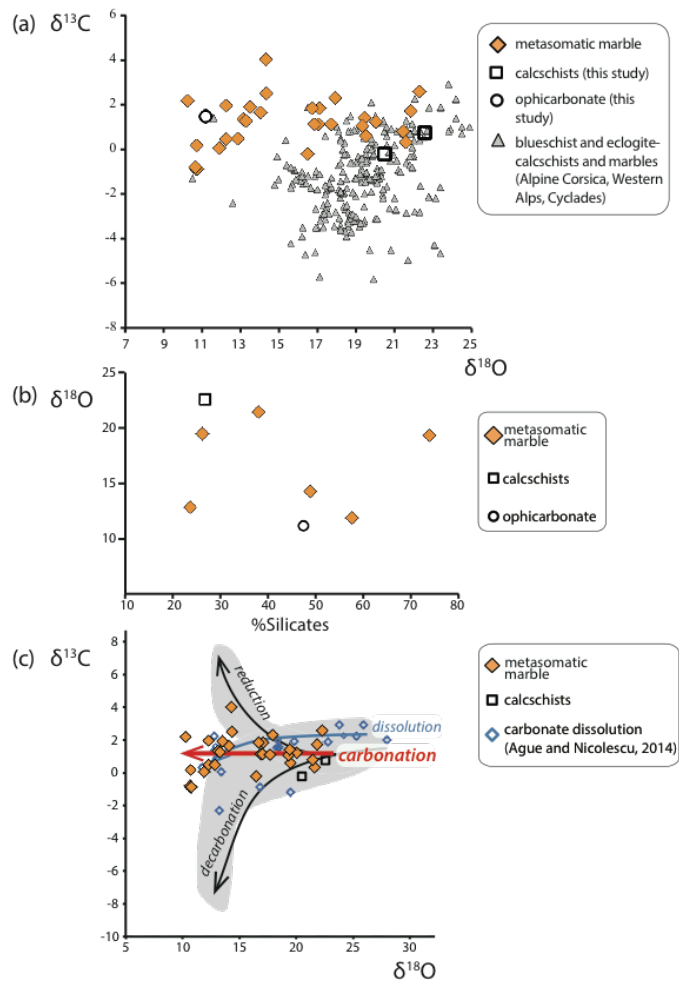 (a)
δ13C
6
4
2
0
-2
-4
-6
-8
7
9
11
13
15
17
19
21
23
25
δ18O
metasomatic marble
calcschists (this study)
ophicarbonate (this
study)
blueschist and eclogite-
calcschists and marbles
(Alpine Corsica, Western
Alps, Cyclades)
(b)
δ18O
25
20
15
10
10
20
30
40
50
60
70
80
%Silicates
metasomatic
marble
calcschists
ophicarbonate
(c)
δ13C
8
6
4
2
0
-2
-4
-6
-8
-10
5
10
15
20
25
30
δ18O
reduction
dissolution
carbonation
decarbonation
metasomatic
marble
calcschists
carbonate dissolution
(Ague and Nicolescu, 2014)